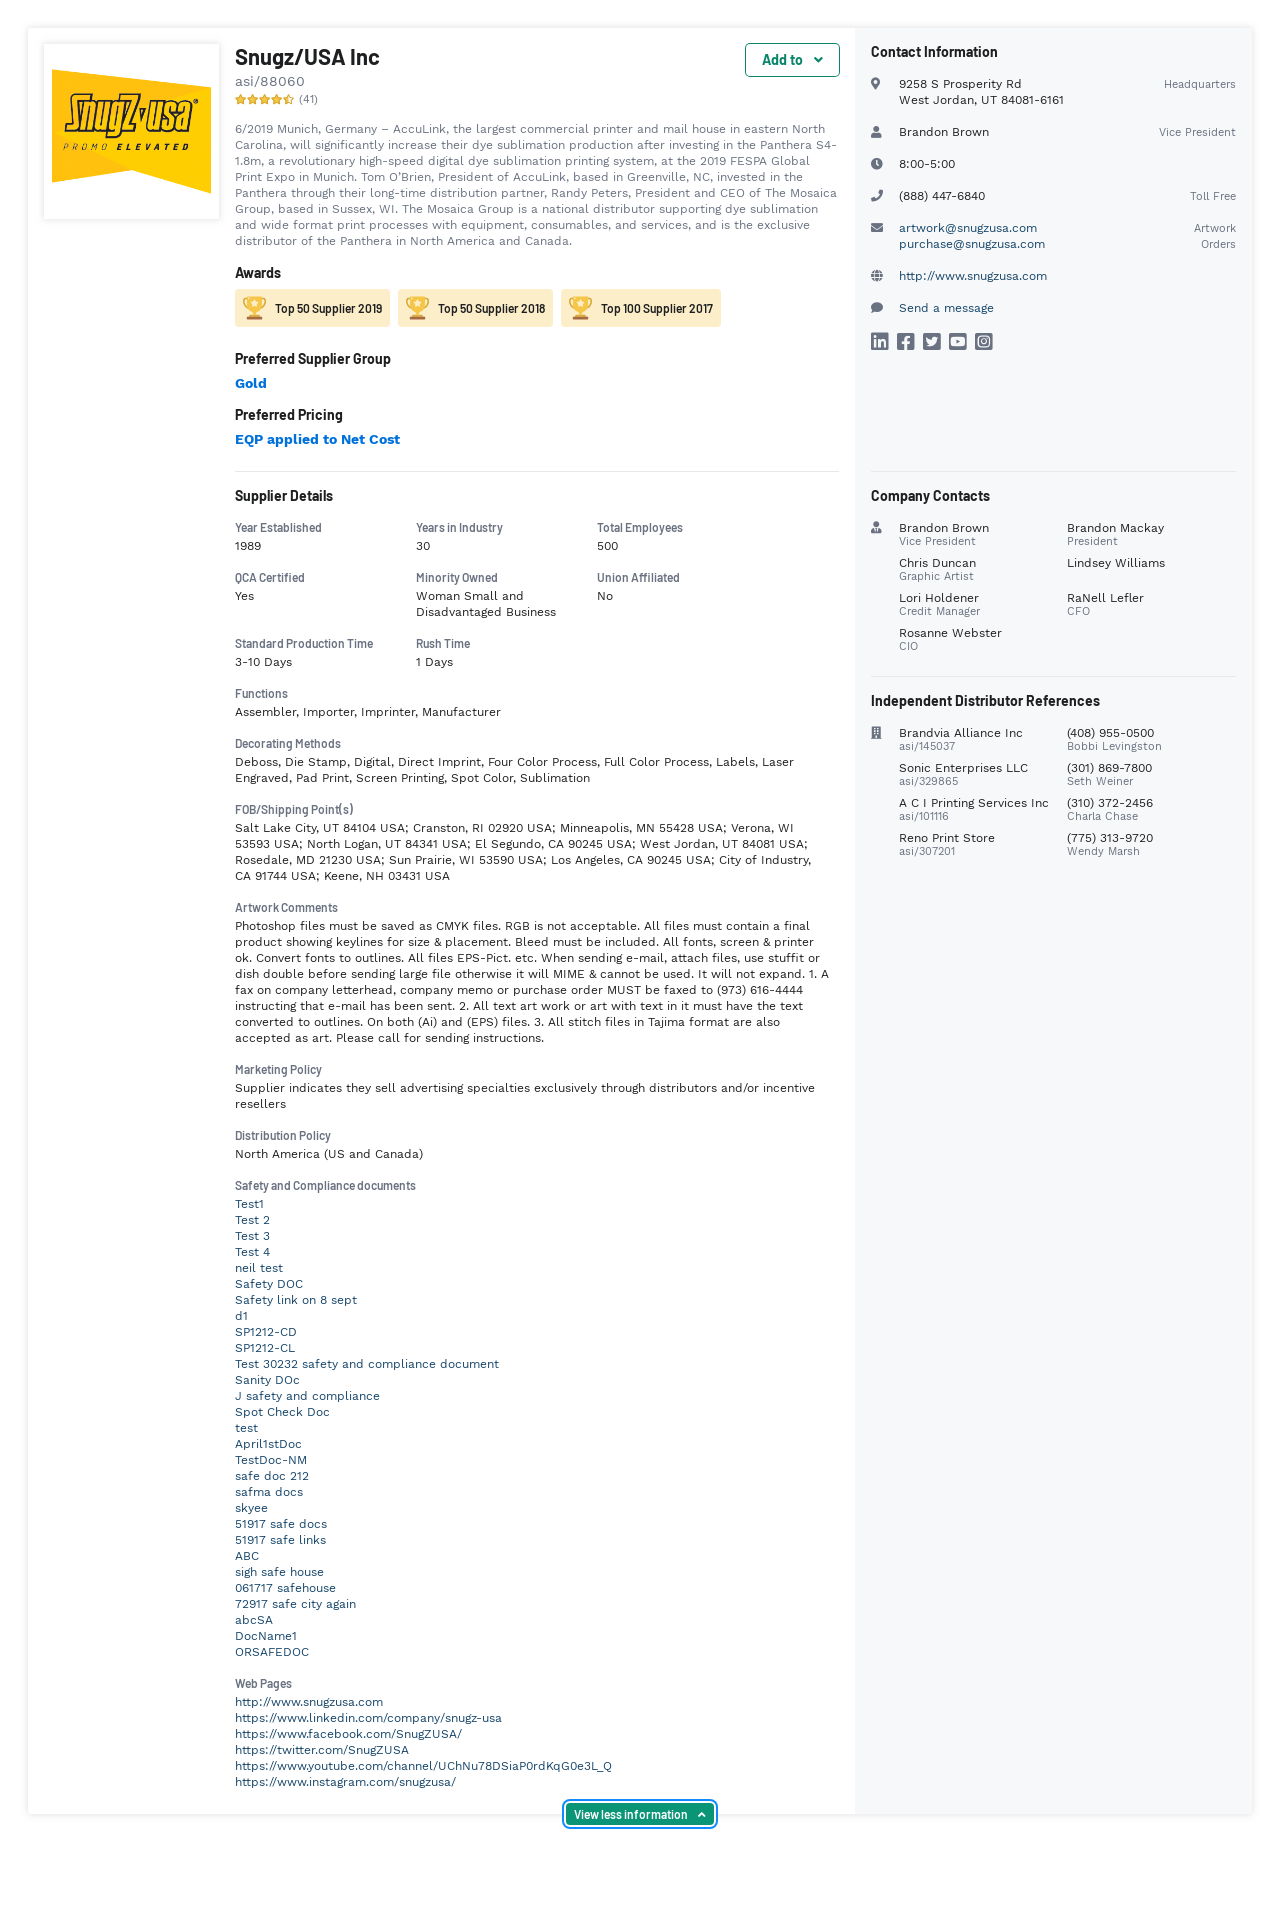 SnugZ usa
PROMO ELEVATED
Snugz/USA Inc
asi/88060
(41)
Add to
6/2019 Munich, Germany – AccuLink, the largest commercial printer and mail house in eastern North
Carolina, will significantly increase their dye sublimation production after investing in the Panthera S4-
1.8m, a revolutionary high-speed digital dye sublimation printing system, at the 2019 FESPA Global
Print Expo in Munich. Tom O'Brien, President of AccuLink, based in Greenville, NC, invested in the
Panthera through their long-time distribution partner, Randy Peters, President and CEO of The Mosaica
Group, based in Sussex, WI. The Mosaica Group is a national distributor supporting dye sublimation
and wide format print processes with equipment, consumables, and services, and is the exclusive
distributor of the Panthera in North America and Canada.
Awards
Top 50 Supplier 2019
Top 50 Supplier 2018
Top 100 Supplier 2017
Preferred Supplier Group
Gold
Preferred Pricing
EQP applied to Net Cost
Contact Information
9258 S Prosperity Rd Headquarters
West Jordan, UT 84081-6161
Brandon Brown Vice President
8:00-5:00
(888) 447-6840 Toll Free
artwork@snugzusa.com Artwork
purchase@snugzusa.com Orders
http://www.snugzusa.com
Send a message
Supplier Details
Year Established Years in Industry Total Employees
1989 30 500
QCA Certified Minority Owned Union Affiliated
Yes Woman Small and No
Disadvantaged Business
Standard Production Time Rush Time
3-10 Days 1 Days
Functions
Assembler, Importer, Imprinter, Manufacturer
Decorating Methods
Deboss, Die Stamp, Digital, Direct Imprint, Four Color Process, Full Color Process, Labels, Laser
Engraved, Pad Print, Screen Printing, Spot Color, Sublimation
FOB/Shipping Point(s)
Salt Lake City, UT 84104 USA; Cranston, RI 02920 USA; Minneapolis, MN 55428 USA; Verona, WI
53593 USA; North Logan, UT 84341 USA; El Segundo, CA 90245 USA; West Jordan, UT 84081 USA;
Rosedale, MD 21230 USA; Sun Prairie, WI 53590 USA; Los Angeles, CA 90245 USA; City of Industry,
CA 91744 USA; Keene, NH 03431 USA
Artwork Comments
Photoshop files must be saved as CMYK files. RGB is not acceptable. All files must contain a final
product showing keylines for size & placement. Bleed must be included. All fonts, screen & printer
ok. Convert fonts to outlines. All files EPS-Pict. etc. When sending e-mail, attach files, use stuffit or
dish double before sending large file otherwise it will MIME & cannot be used. It will not expand. 1. A
fax on company letterhead, company memo or purchase order MUST be faxed to (973) 616-4444
instructing that e-mail has been sent. 2. All text art work or art with text in it must have the text
converted to outlines. On both (Ai) and (EPS) files. 3. All stitch files in Tajima format are also
accepted as art. Please call for sending instructions.
Marketing Policy
Supplier indicates they sell advertising specialties exclusively through distributors and/or incentive
resellers
Distribution Policy
North America (US and Canada)
Safety and Compliance documents
Test1
Test 2
Test 3
Test 4
neil test
Safety DOC
Safety link on 8 sept
d1
SP1212-CD
SP1212-CL
Test 30232 safety and compliance document
Sanity DOc
J safety and compliance
Spot Check Doc
test
April1stDoc
TestDoc-NM
safe doc 212
safma docs
skyee
51917 safe docs
51917 safe links
ABC
sigh safe house
061717 safehouse
72917 safe city again
abcSA
DocName1
ORSAFEDOC
Web Pages
http://www.snugzusa.com
https://www.linkedin.com/company/snugz-usa
https://www.facebook.com/SnugZUSA/
https://twitter.com/SnugZUSA
https://www.youtube.com/channel/UChNu78DSiaP0rdKqG0e3L_Q
https://www.instagram.com/snugzusa/
Company Contacts
Brandon Brown Brandon Mackay
Vice President President
Chris Duncan Lindsey Williams
Graphic Artist
Lori Holdener RaNell Lefler
Credit Manager CFO
Rosanne Webster
CIO
Independent Distributor References
Brandvia Alliance Inc (408) 955-0500
asi/145037 Bobbi Levingston
Sonic Enterprises LLC (301) 869-7800
asi/329865 Seth Weiner
A C I Printing Services Inc (310) 372-2456
asi/101116 Charla Chase
Reno Print Store (775) 313-9720
asi/307201 Wendy Marsh
View less information